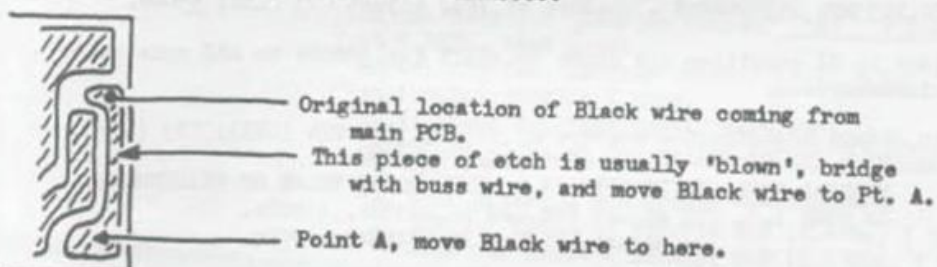 Original location of Black wire coming from
main PCB.
This piece of etch is usually 'blown', bridge
with buss wire, and move Black wire to Pt. A.
Point A, move Black wire to here.